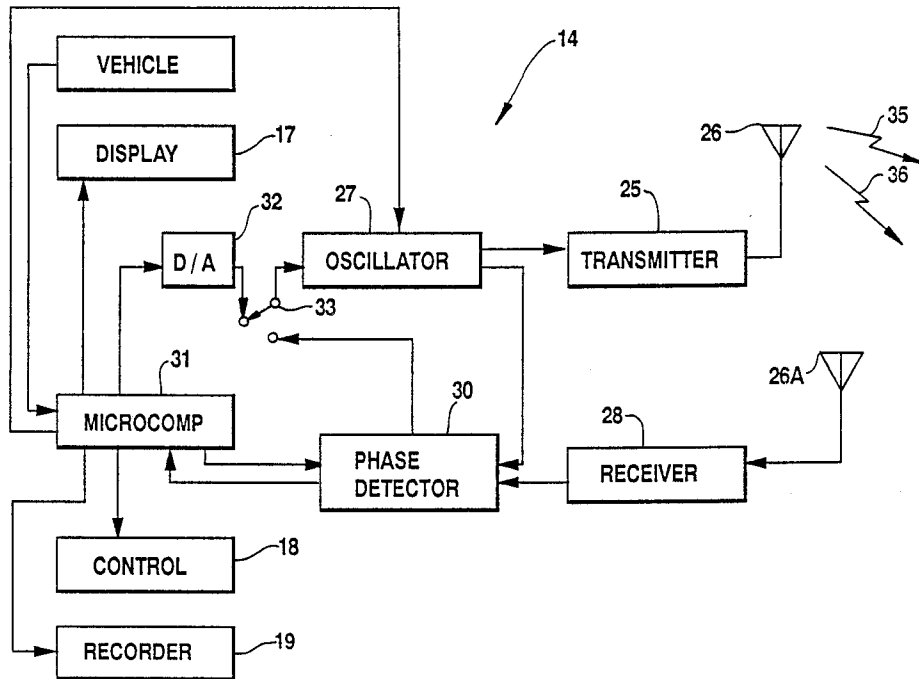 14
VEHICLE
DISPLAY
17
26
35
36
32
27
25
D/A
OSCILLATOR
TRANSMITTER
33
31
26A
30
28
MICROCOMP
PHASE
DETECTOR
RECEIVER
CONTROL
18
RECORDER
19